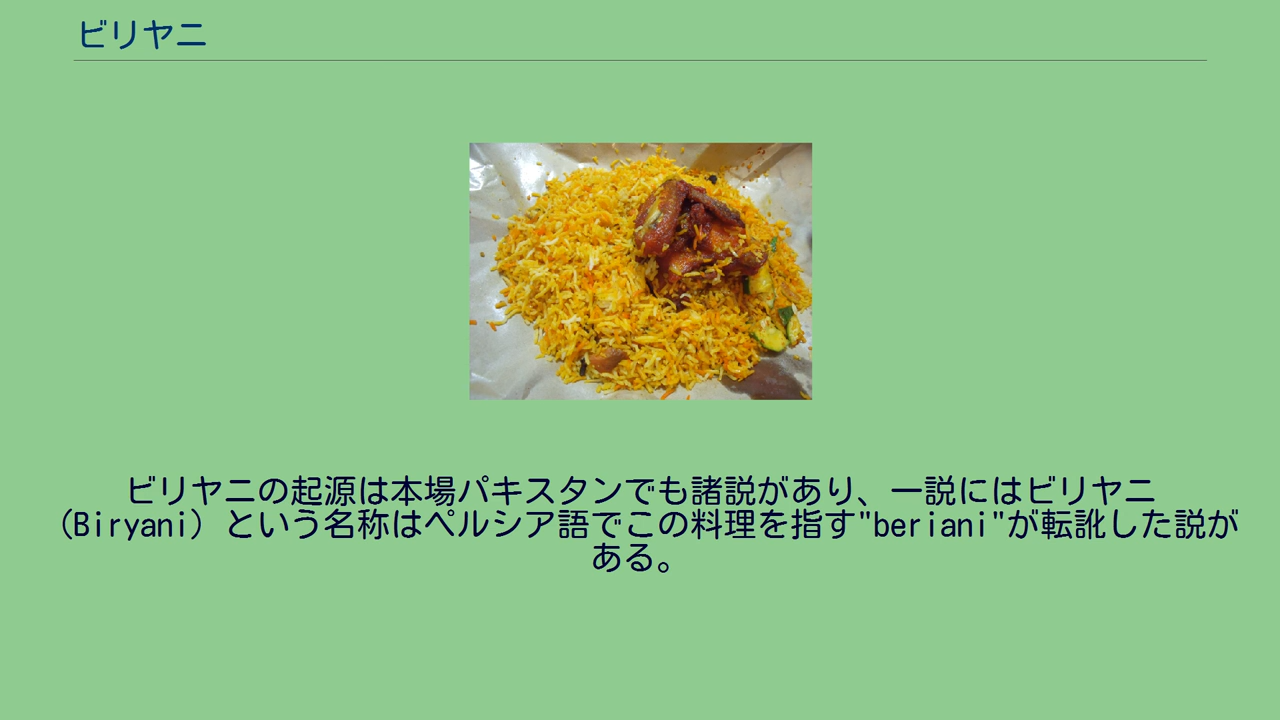 ビリヤニ
ビリヤニの起源は本場パキスタンでも諸説があり、一説にはビリヤニ
（Biryani）という名称はペルシア語でこの料理を指す"beriani"が転訛した説が
ある。